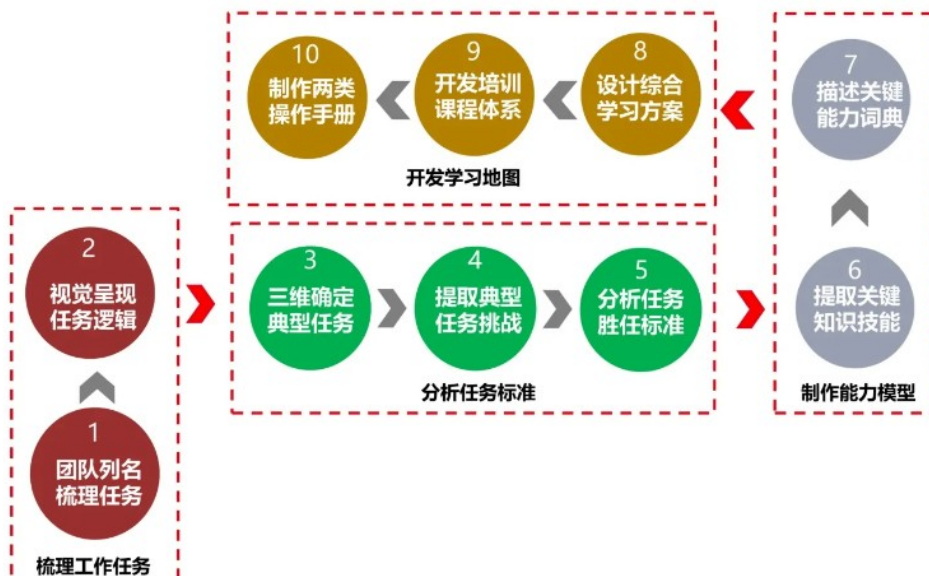 10
制作两类
操作手册
9
开发培训
课程体系
8
设计综合
学习方案
开发学习地图
7
描述关键
能力词典
2
视觉呈现
任务逻辑
3
三维确定
典型任务
4
提取典型
任务挑战
5
分析任务
胜任标准
分析任务标准
6
提取关键
知识技能
制作能力模型
1
团队列名
梳理任务
梳理工作任务